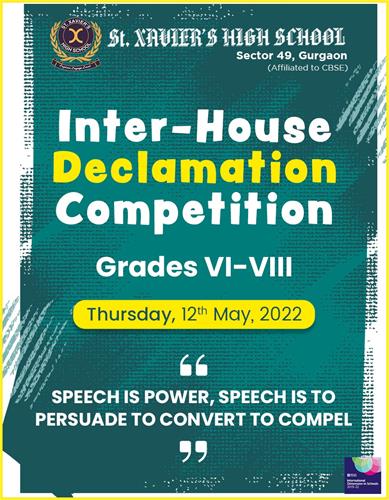 St. XAVIER'S HIGH SCHOOL
Sector 49, Gurgaon
(Affiliated to CBSE)
Inter-House
Declamation
Competition
Grades VI-VIII
Thursday, 12th May, 2022
“
SPEECH IS POWER, SPEECH IS TO
PERSUADE TO CONVERT TO COMPEL
”